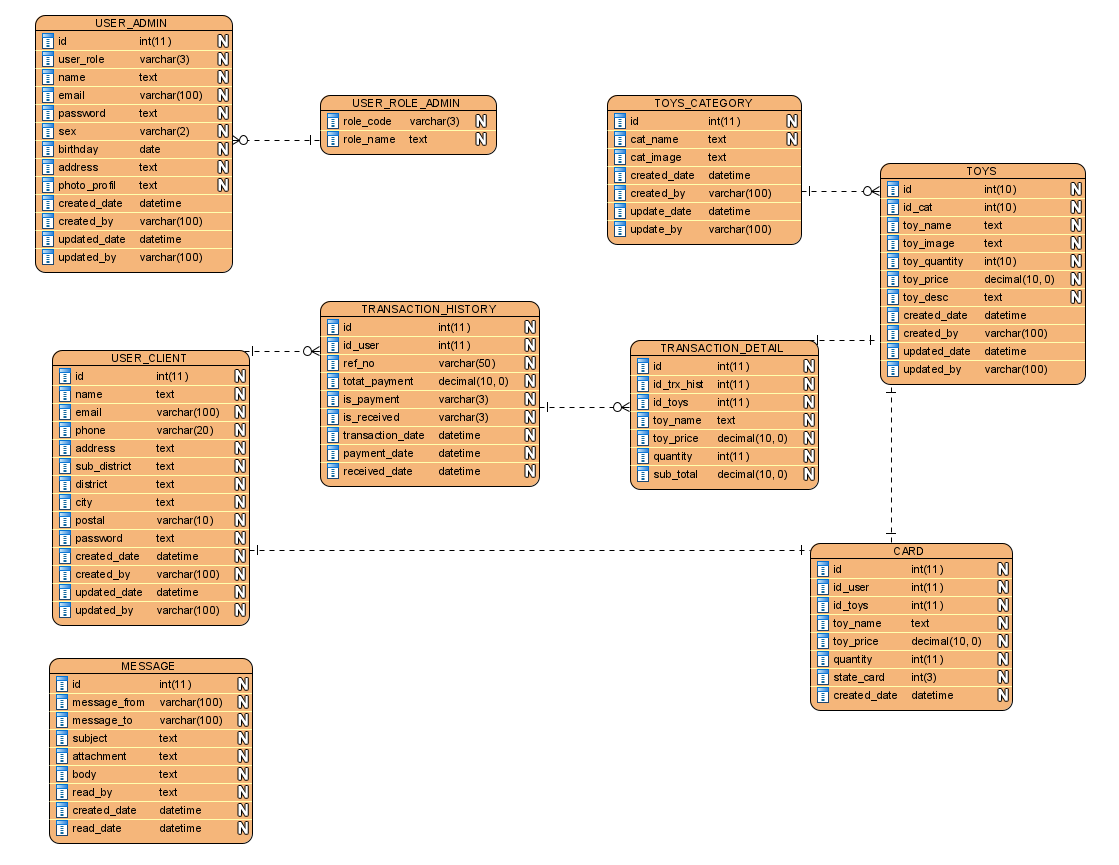 USER_ADMIN
id int(11) N
user_role varchar(3) N
name text N
email varchar(100) N
password text N
sex varchar(2) N
birthday date N
address text N
photo_profil text N
created_date datetime
created_by varchar(100)
updated_date datetime
updated_by varchar(100)
USER_ROLE_ADMIN
role_code varchar(3) N
role_name text N
TOYS_CATEGORY
id int(11) N
cat_name text N
cat_image text
created_date datetime
created_by varchar(100)
update_date datetime
update_by varchar(100)
TOYS
id int(10) N
id_cat int(10) N
toy_name text N
toy_image text N
toy_quantity int(10) N
toy_price decimal(10, 0) N
toy_desc text N
created_date datetime
created_by varchar(100)
updated_date datetime
updated_by varchar(100)
TRANSACTION_HISTORY
id int(11) N
id_user int(11) N
ref_no varchar(50) N
totat_payment decimal(10, 0) N
is_payment varchar(3) N
is_received varchar(3) N
transaction_date datetime N
payment_date datetime N
received_date datetime N
TRANSACTION_DETAIL
id int(11) N
id_trx_hist int(11) N
id_toys int(11) N
toy_name text N
toy_price decimal(10, 0) N
quantity int(11) N
sub_total decimal(10, 0) N
USER_CLIENT
id int(11) N
name text N
email varchar(100) N
phone varchar(20) N
address text N
sub_district text N
district text N
city text N
postal varchar(10) N
password text N
created_date datetime N
created_by varchar(100) N
updated_date datetime N
updated_by varchar(100) N
CARD
id int(11) N
id_user int(11) N
id_toys int(11) N
toy_name text N
toy_price decimal(10, 0) N
quantity int(11) N
state_card int(3) N
created_date datetime N
MESSAGE
id int(11) N
message_from varchar(100) N
message_to varchar(100) N
subject text N
attachment text N
body text N
read_by text N
created_date datetime N
read_date datetime N